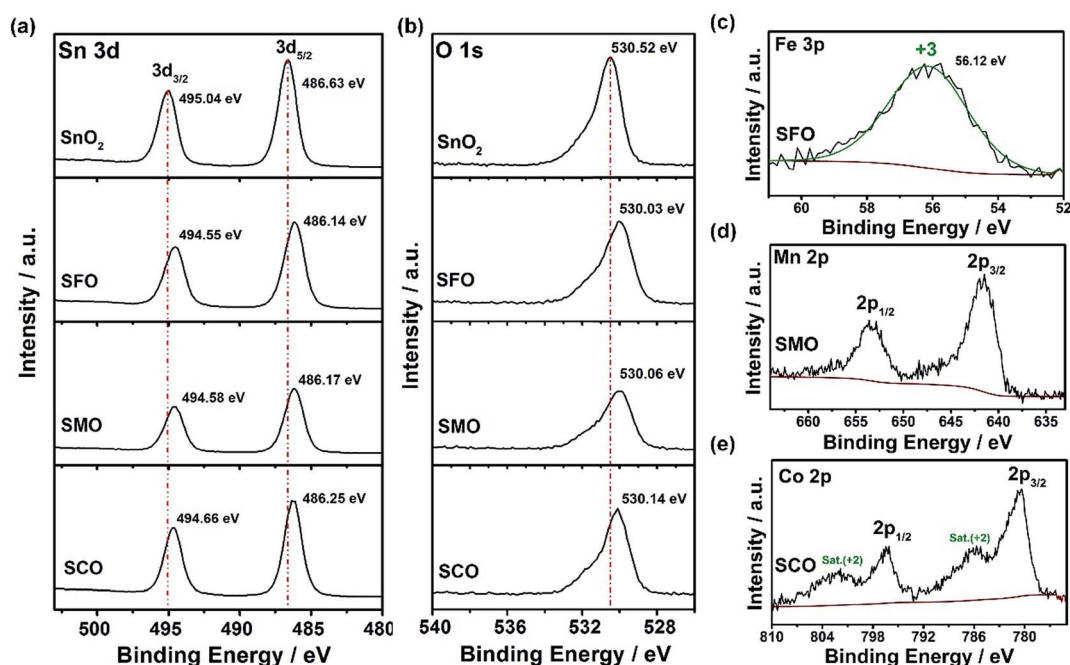 (a)
Sn 3d
3d3/2
495.04 eV
3d5/2
486.63 eV
SnO2
494.55 eV
486.14 eV
SFO
494.58 eV
486.17 eV
SMO
494.66 eV
486.25 eV
SCO
Intensity / a.u.
500 495 490 485 480
Binding Energy / eV
(b)
O 1s
530.52 eV
SnO2
530.03 eV
SFO
530.06 eV
SMO
530.14 eV
SCO
Intensity / a.u.
540 536 532 528
Binding Energy / eV
(c)
Fe 3p
+3
56.12 eV
SFO
Intensity / a.u.
60 58 56 54 52
Binding Energy / eV
(d)
Mn 2p
2p3/2
2p1/2
SMO
Intensity / a.u.
660 655 650 645 640 635
Binding Energy / eV
(e)
Co 2p
2p3/2
2p1/2
Sat.(+2)
Sat.(+2)
SCO
Intensity / a.u.
810 804 798 792 786 780
Binding Energy / eV